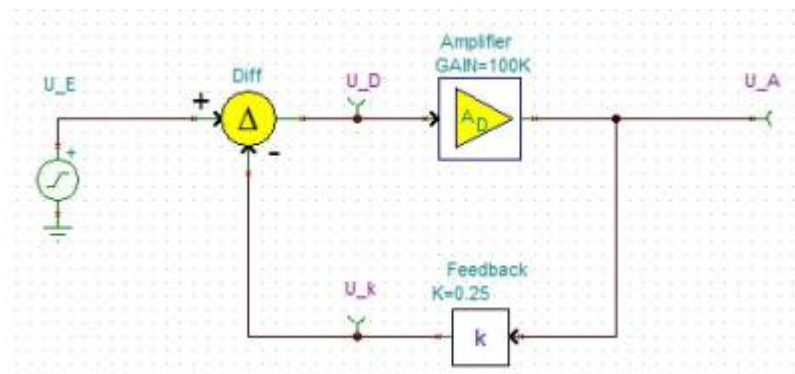 Amplifier
GAIN=100K
U_E
Diff
U_D
U_A
+
Δ
-
A_D
+
Feedback
K=0.25
U_k
k